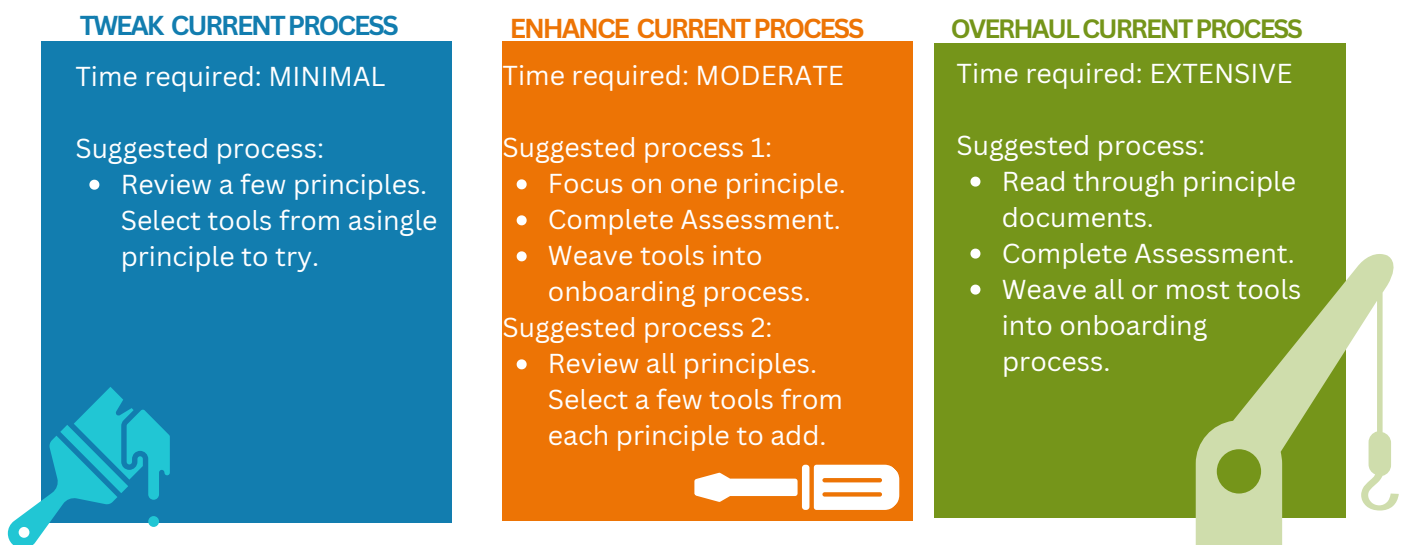 TWEAK CURRENT PROCESS
Time required: MINIMAL
Suggested process:
• Review a few principles.
Select tools from asingle
principle to try.
ENHANCE CURRENT PROCESS
Time required: MODERATE
Suggested process 1:
• Focus on one principle.
• Complete Assessment.
• Weave tools into
onboarding process.
Suggested process 2:
• Review all principles.
Select a few tools from
each principle to add.
OVERHAUL CURRENT PROCESS
Time required: EXTENSIVE
Suggested process:
• Read through principle
documents.
• Complete Assessment.
• Weave all or most tools
into onboarding
process.